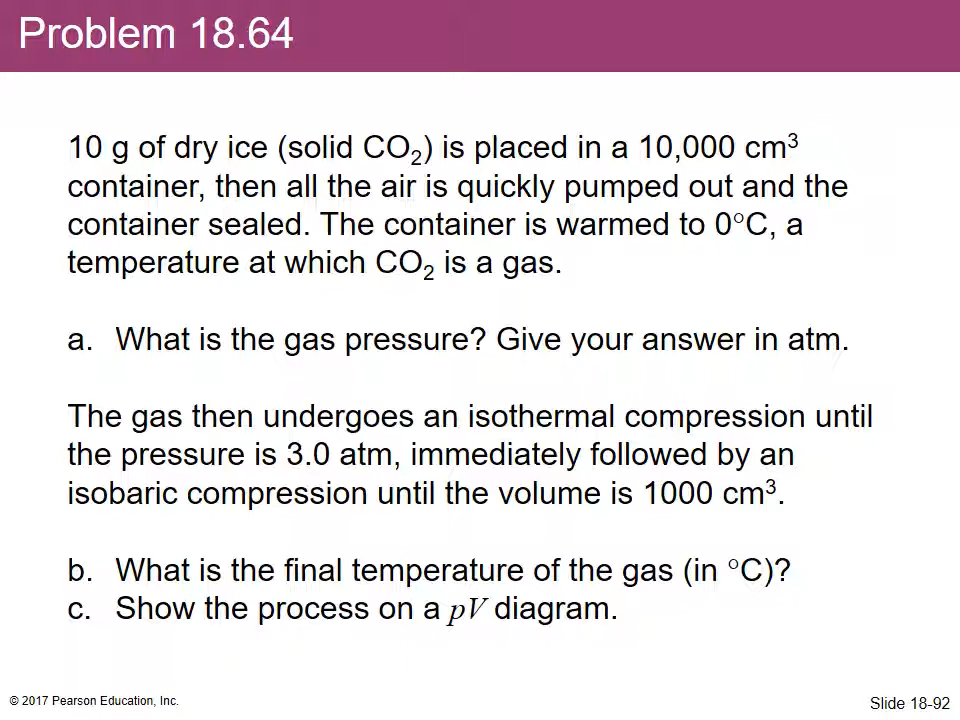 Problem 18.64
10 g of dry ice (solid CO₂) is placed in a 10,000 cm³
container, then all the air is quickly pumped out and the
container sealed. The container is warmed to 0°C, a
temperature at which CO₂ is a gas.
a. What is the gas pressure? Give your answer in atm.
The gas then undergoes an isothermal compression until
the pressure is 3.0 atm, immediately followed by an
isobaric compression until the volume is 1000 cm³.
b. What is the final temperature of the gas (in °C)?
c. Show the process on a pV diagram.
© 2017 Pearson Education, Inc.
Slide 18-92